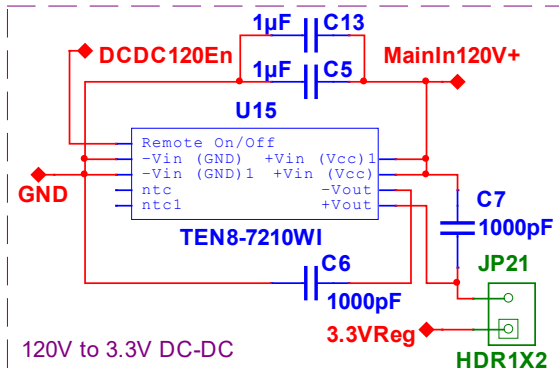 1µF C13
DCDC120En
MainIn120V+
1µF C5
U15
Remote On/Off
-Vin (GND) +Vin (Vcc)1
-Vin (GND)1 +Vin (Vcc)
GND
ntc -Vout
ntc1 +Vout
C7
1000pF
TEN8-7210WI
C6
1000pF
JP21
3.3VReg
120V to 3.3V DC-DC
HDR1X2